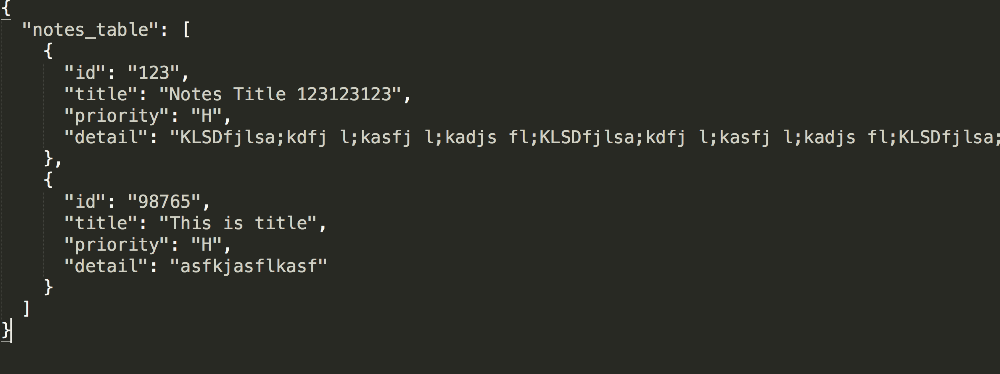 {
"notes_table": [
{
"id": "123",
"title": "Notes Title 123123123",
"priority": "H",
"detail": "KLSDfjlsa;kdfj l;kasfj l;kadjs fl;KLSDfjlsa;kdfj l;kasfj l;kadjs fl;KLSDfjlsa;
},
{
"id": "98765",
"title": "This is title",
"priority": "H",
"detail": "asfkjasflkasf"
}
]
}